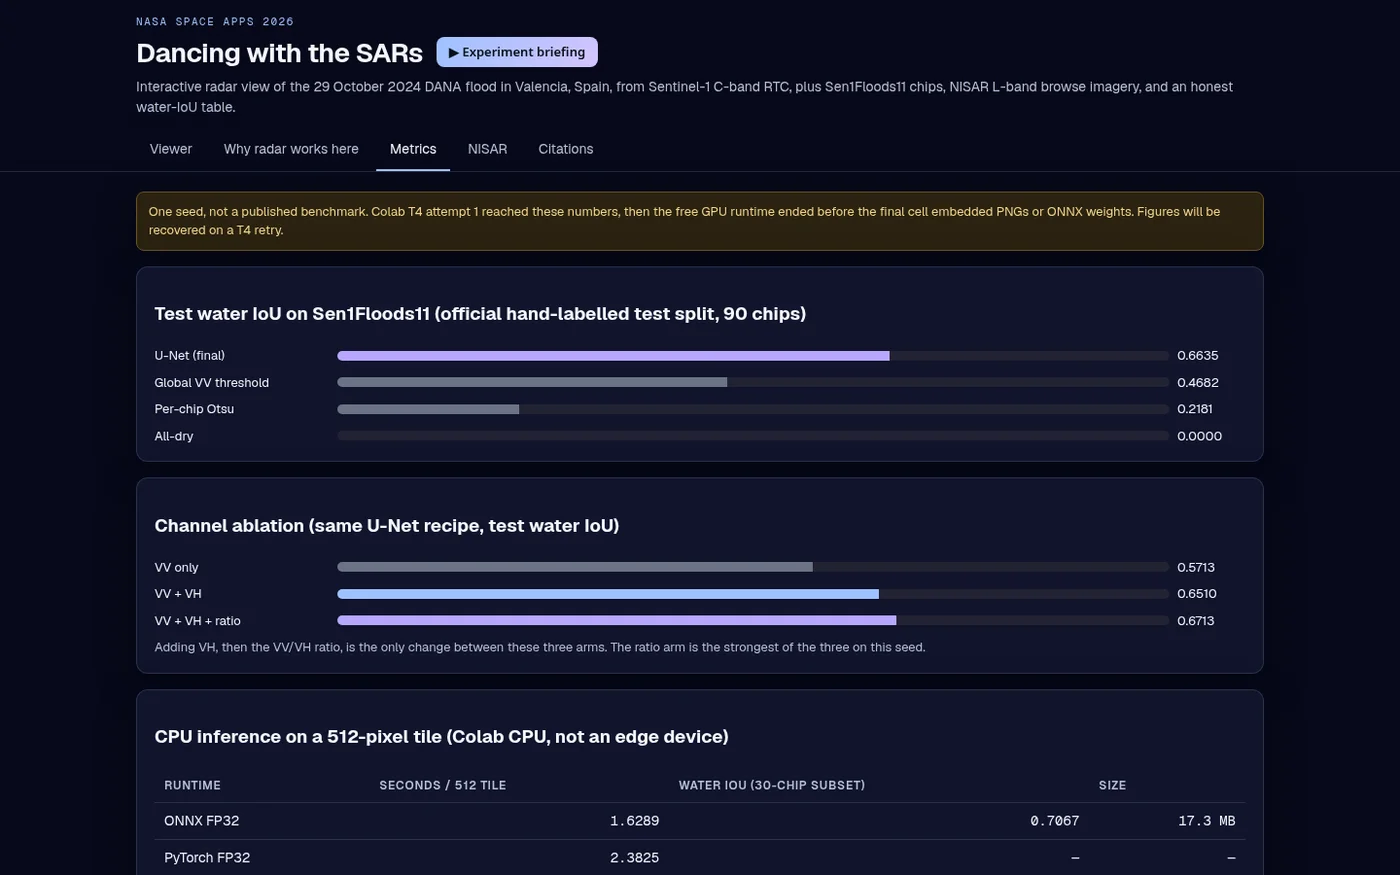 NASA SPACE APPS 2026
Dancing with the SARs
▶ Experiment briefing
Interactive radar view of the 29 October 2024 DANA flood in Valencia, Spain, from Sentinel-1 C-band RTC, plus Sen1Floods11 chips, NISAR L-band browse imagery, and an honest
water-IoU table.
Viewer Why radar works here Metrics NISAR Citations
One seed, not a published benchmark. Colab T4 attempt 1 reached these numbers, then the free GPU runtime ended before the final cell embedded PNGs or ONNX weights. Figures will be
recovered on a T4 retry.
Test water IoU on Sen1Floods11 (official hand-labelled test split, 90 chips)
U-Net (final) 0.6635
Global VV threshold 0.4682
Per-chip Otsu 0.2181
All-dry 0.0000
Channel ablation (same U-Net recipe, test water IoU)
VV only 0.5713
VV + VH 0.6510
VV + VH + ratio 0.6713
Adding VH, then the VV/VH ratio, is the only change between these three arms. The ratio arm is the strongest of the three on this seed.
CPU inference on a 512-pixel tile (Colab CPU, not an edge device)
RUNTIME SECONDS / 512 TILE WATER IOU (30-CHIP SUBSET) SIZE
ONNX FP32 1.6289 0.7067 17.3 MB
PyTorch FP32 2.3825 — —